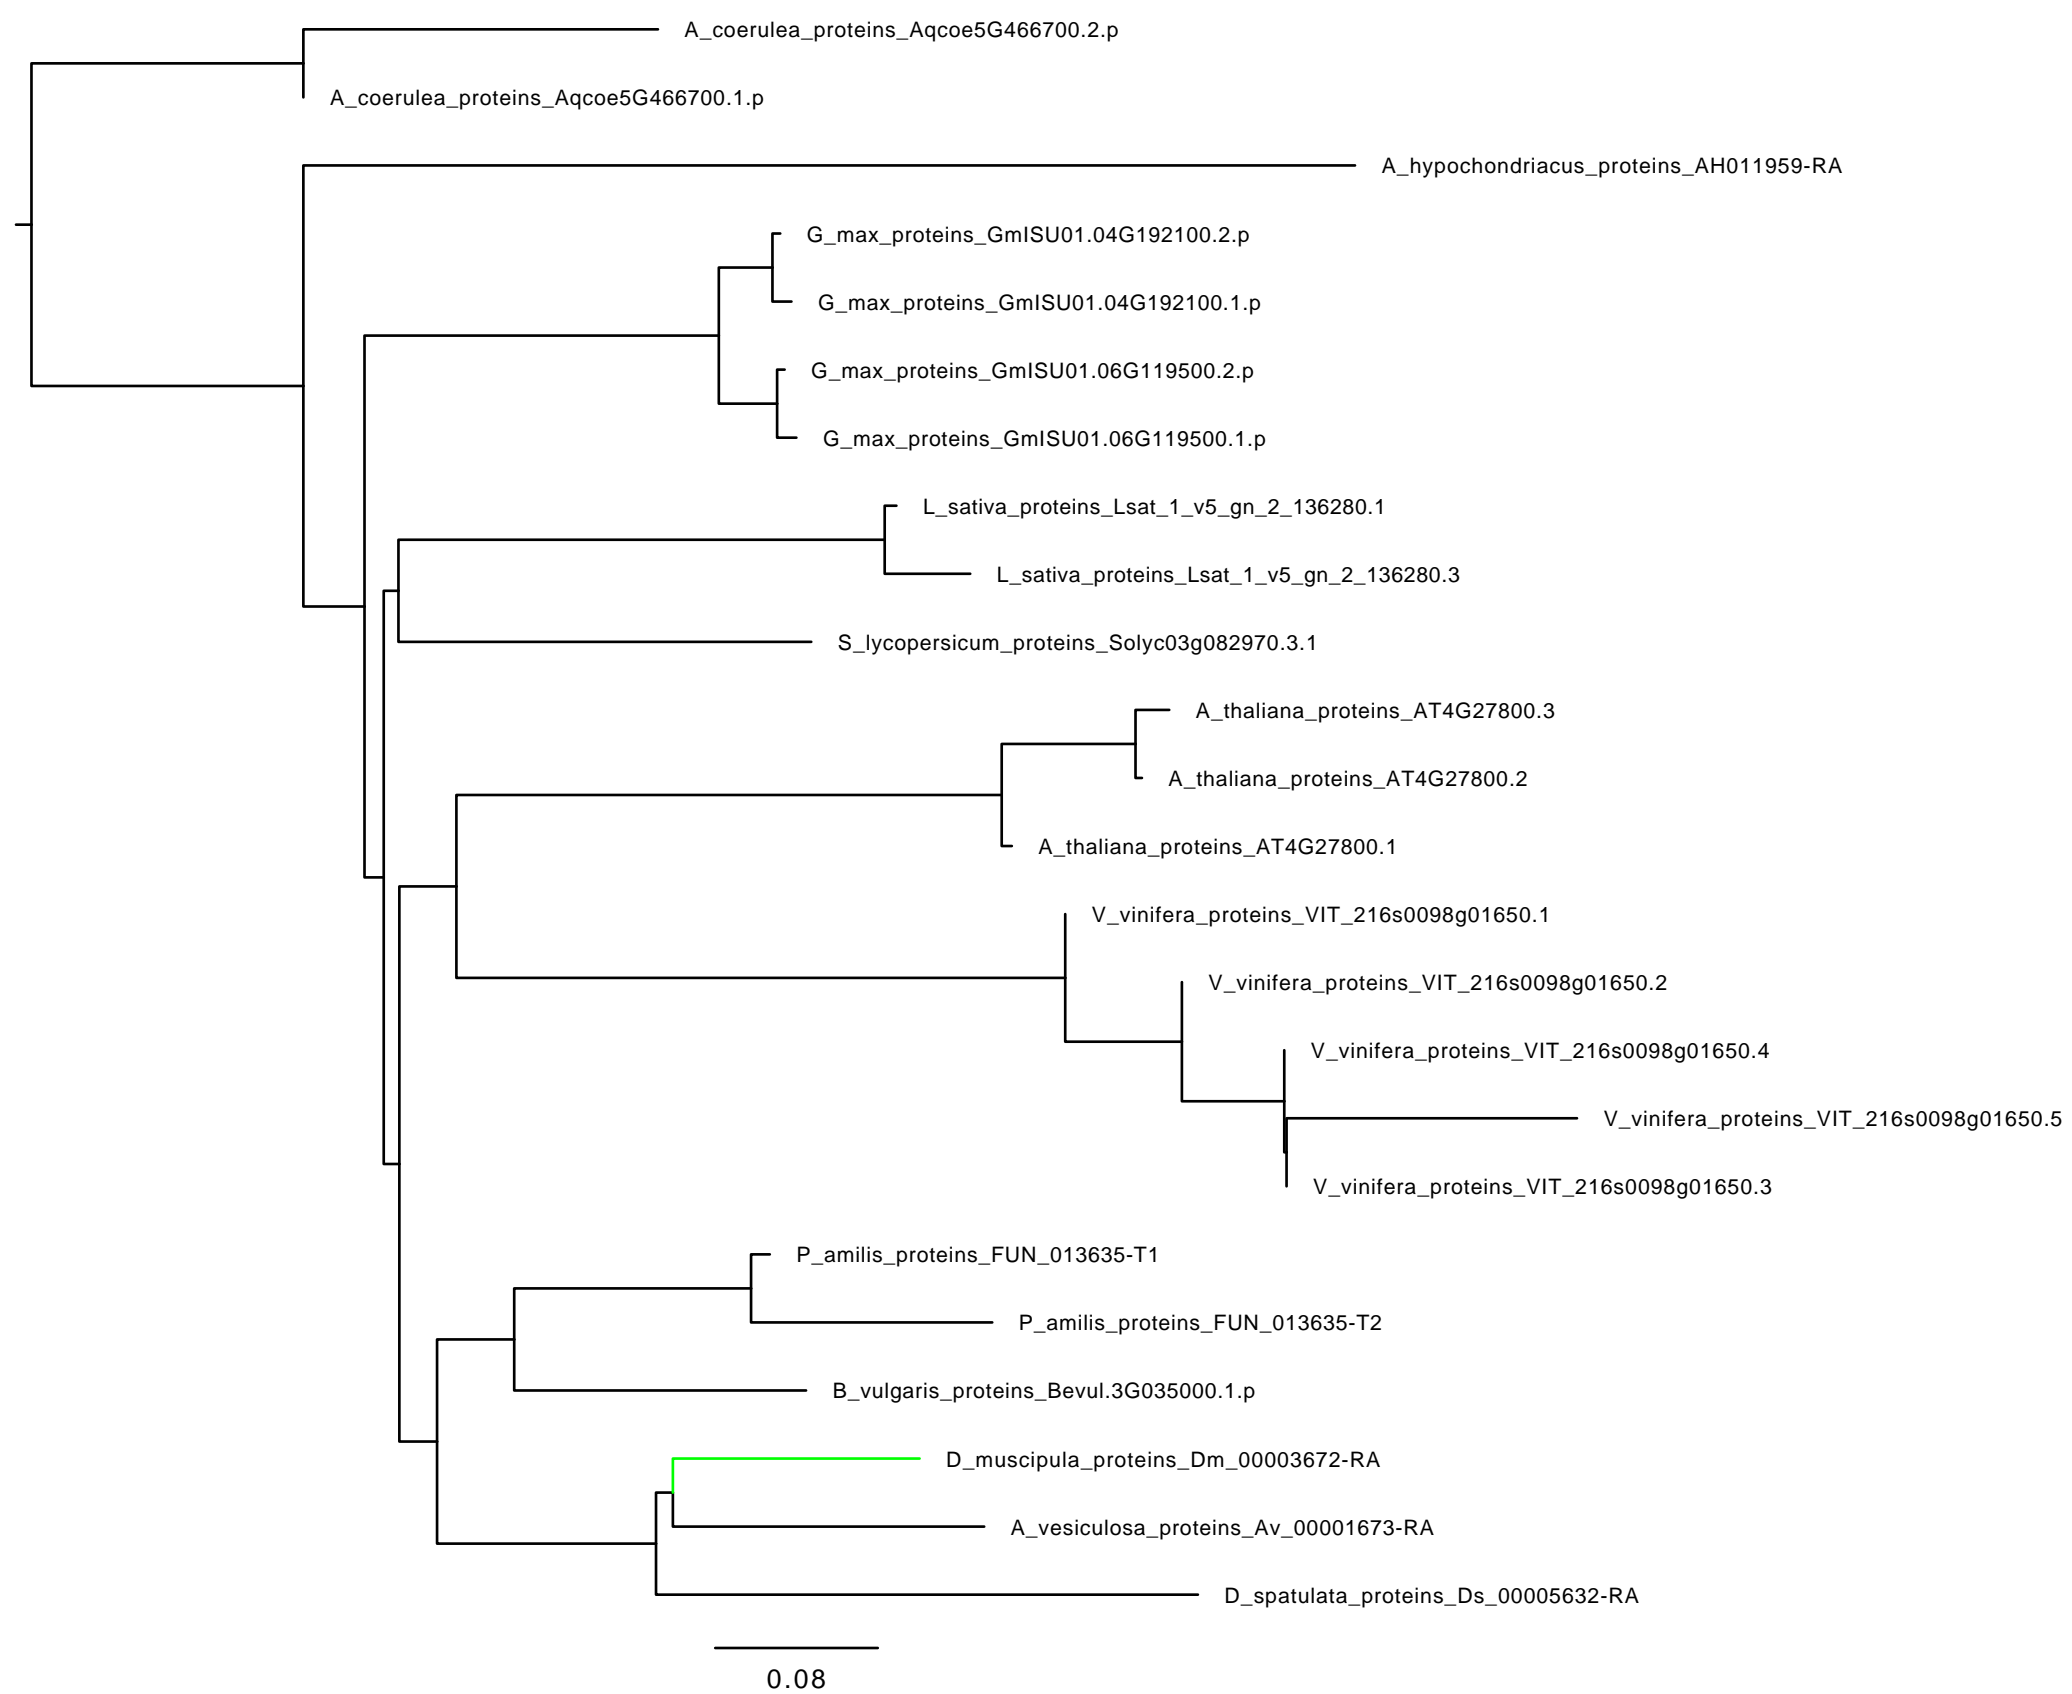 A_coerulea_proteins_Aqcoe5G466700.2.p
A_coerulea_proteins_Aqcoe5G466700.1.p
A_hypochondriacus_proteins_AH011959-RA
G_max_proteins_GmISU01.04G192100.2.p
G_max_proteins_GmISU01.04G192100.1.p
G_max_proteins_GmISU01.06G119500.2.p
G_max_proteins_GmISU01.06G119500.1.p
L_sativa_proteins_Lsat_1_v5_gn_2_136280.1
L_sativa_proteins_Lsat_1_v5_gn_2_136280.3
S_lycopersicum_proteins_Solyc03g082970.3.1
A_thaliana_proteins_AT4G27800.3
A_thaliana_proteins_AT4G27800.2
A_thaliana_proteins_AT4G27800.1
V_vinifera_proteins_VIT_216s0098g01650.1
V_vinifera_proteins_VIT_216s0098g01650.2
V_vinifera_proteins_VIT_216s0098g01650.4
V_vinifera_proteins_VIT_216s0098g01650.5
V_vinifera_proteins_VIT_216s0098g01650.3
P_amilis_proteins_FUN_013635-T1
P_amilis_proteins_FUN_013635-T2
B_vulgaris_proteins_Bevul.3G035000.1.p
D_muscipula_proteins_Dm_00003672-RA
A_vesiculosa_proteins_Av_00001673-RA
D_spatulata_proteins_Ds_00005632-RA
0.08